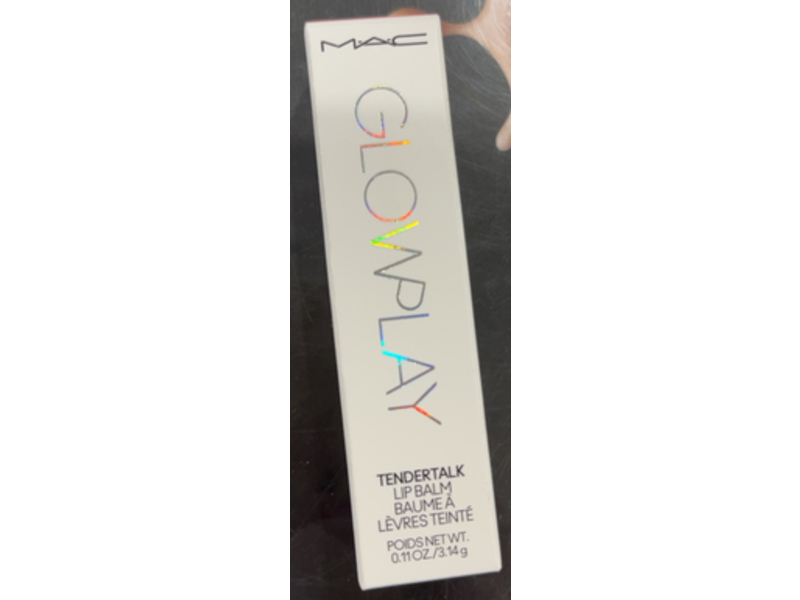 MAC
GLOWPLAY
TENDERTALK
LIP BALM
BAUME À
LÈVRES TEINTÉ
POIDS NET WT.
0.11 OZ./3.14 g